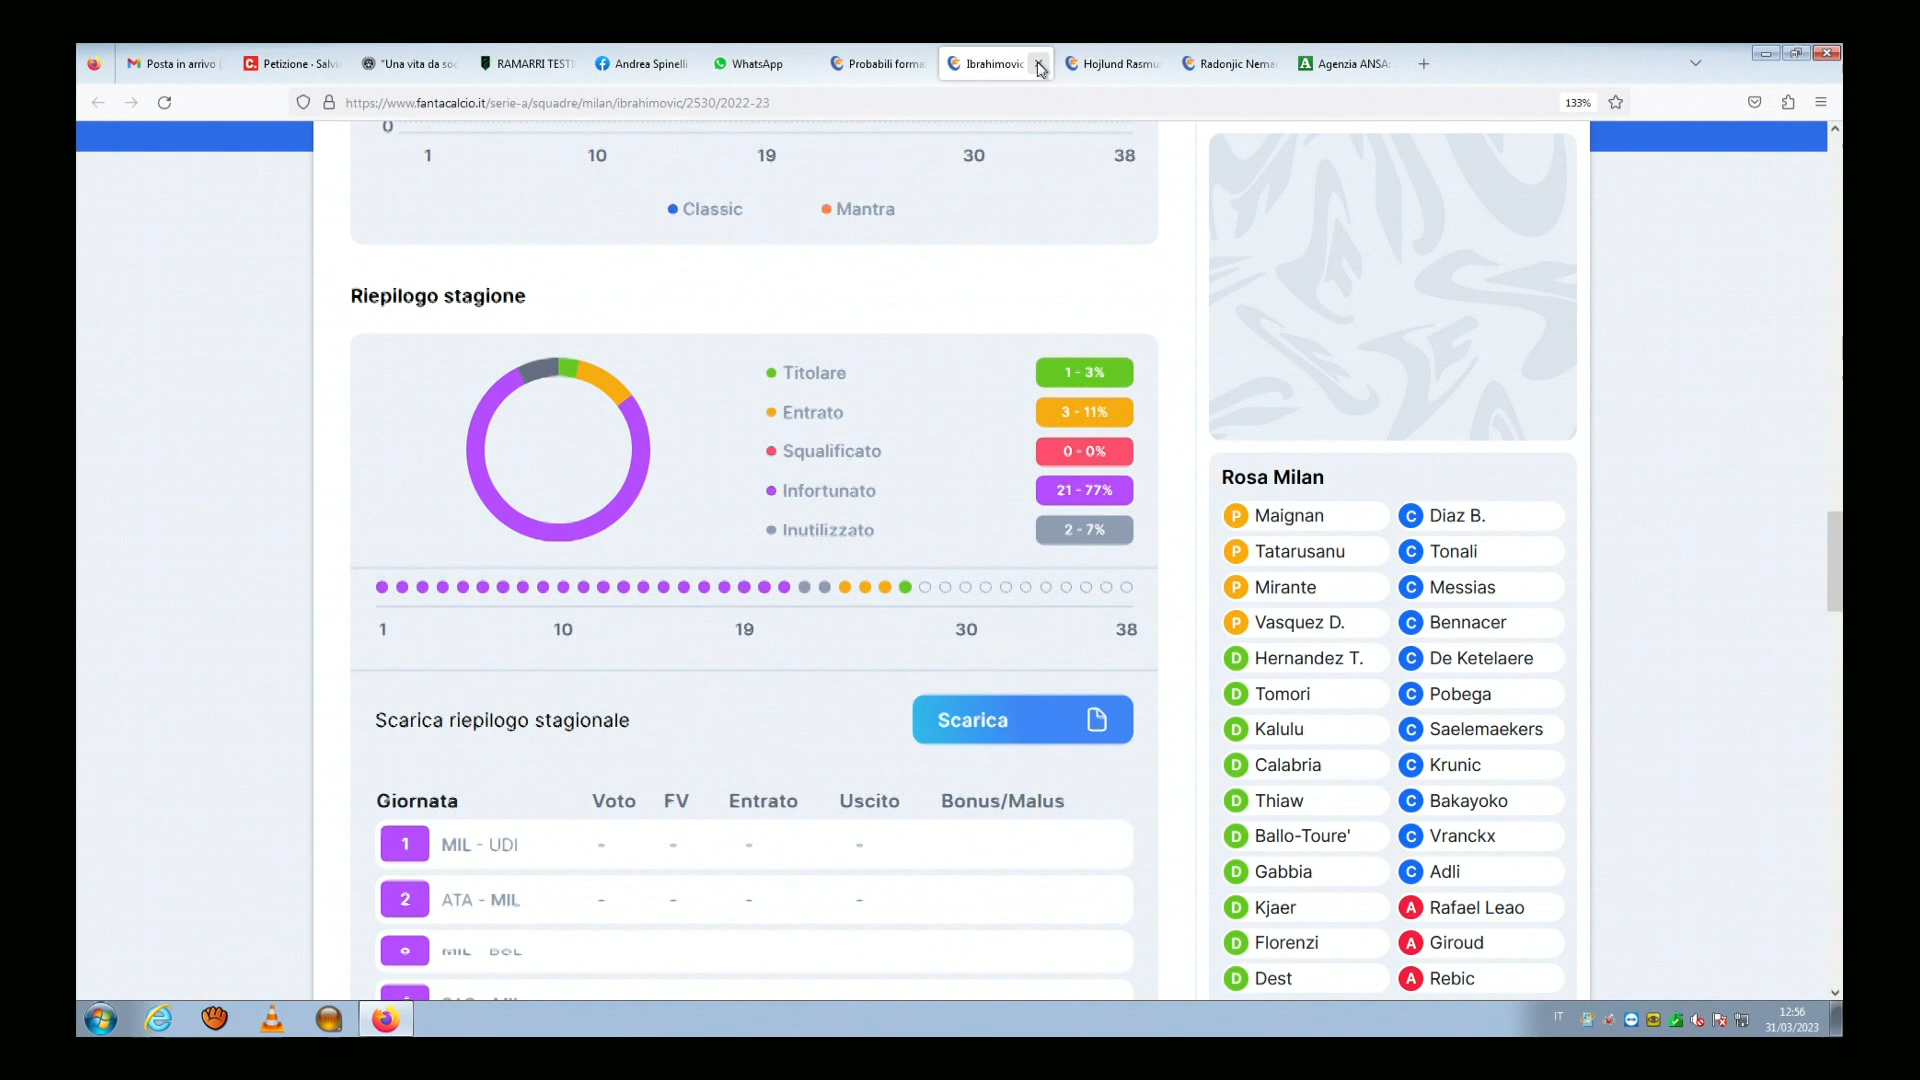 Posta in arrivo
Petizione · Salvi
"Una vita da so
RAMARRI TESTI
Andrea Spinelli
WhatsApp
Probabili forma
Ibrahimovic
Hojlund Rasmu
Radonjic Nema
Agenzia ANSA:
https://www.fantacalcio.it/serie-a/squadre/milan/ibrahimovic/2530/2022-23
133%
0
1 10 19 30 38
Classic Mantra
Riepilogo stagione
Titolare 1 - 3%
Entrato 3 - 11%
Squalificato 0 - 0%
Infortunato 21 - 77%
Inutilizzato 2 - 7%
1 10 19 30 38
Scarica riepilogo stagionale Scarica
Giornata Voto FV Entrato Uscito Bonus/Malus
1 MIL - UDI - - - -
2 ATA - MIL - - - -
Rosa Milan
P Maignan C Diaz B.
P Tatarusanu C Tonali
P Mirante C Messias
P Vasquez D. C Bennacer
D Hernandez T. C De Ketelaere
D Tomori C Pobega
D Kalulu C Saelemaekers
D Calabria C Krunic
D Thiaw C Bakayoko
D Ballo-Toure' C Vranckx
D Gabbia C Adli
D Kjaer A Rafael Leao
D Florenzi A Giroud
D Dest A Rebic
IT
12:56
31/03/2023